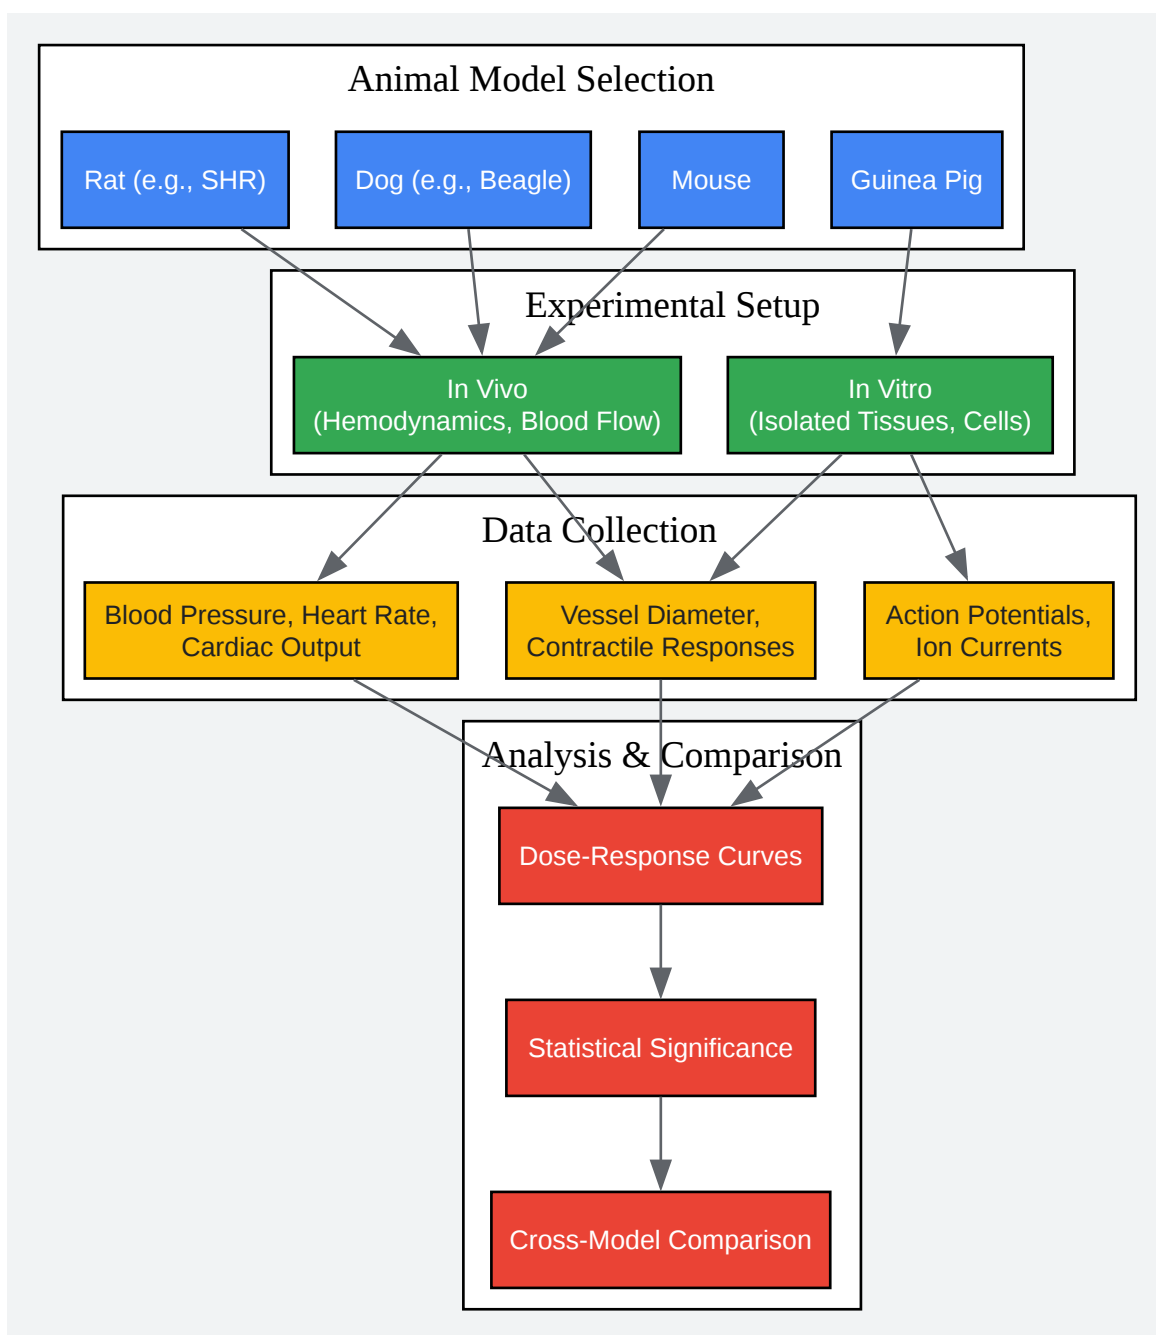 Animal Model Selection
Rat (e.g., SHR)
Dog (e.g., Beagle)
Mouse
Guinea Pig
Experimental Setup
In Vivo
(Hemodynamics, Blood Flow)
In Vitro
(Isolated Tissues, Cells)
Data Collection
Blood Pressure, Heart Rate,
Cardiac Output
Vessel Diameter,
Contractile Responses
Action Potentials,
Ion Currents
Analysis & Comparison
Dose-Response Curves
Statistical Significance
Cross-Model Comparison